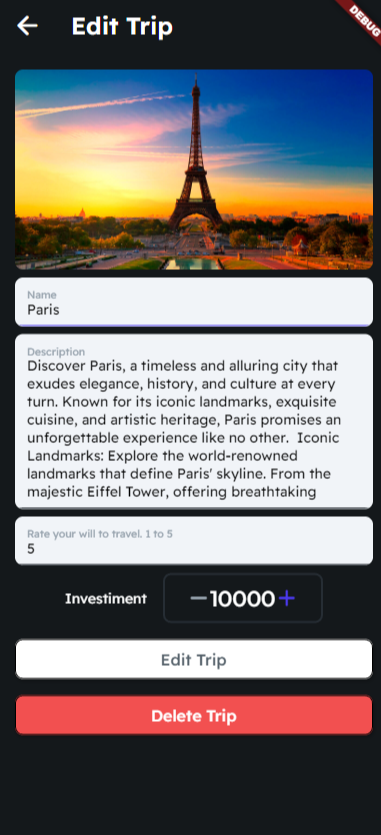 DEBUG
Edit Trip
Name
Paris
Description
Discover Paris, a timeless and alluring city that
exudes elegance, history, and culture at every
turn. Known for its iconic landmarks, exquisite
cuisine, and artistic heritage, Paris promises an
unforgettable experience like no other.  Iconic
Landmarks: Explore the world-renowned
landmarks that define Paris' skyline. From the
majestic Eiffel Tower, offering breathtaking
Rate your will to travel. 1 to 5
5
Investiment −10000+
Edit Trip
Delete Trip